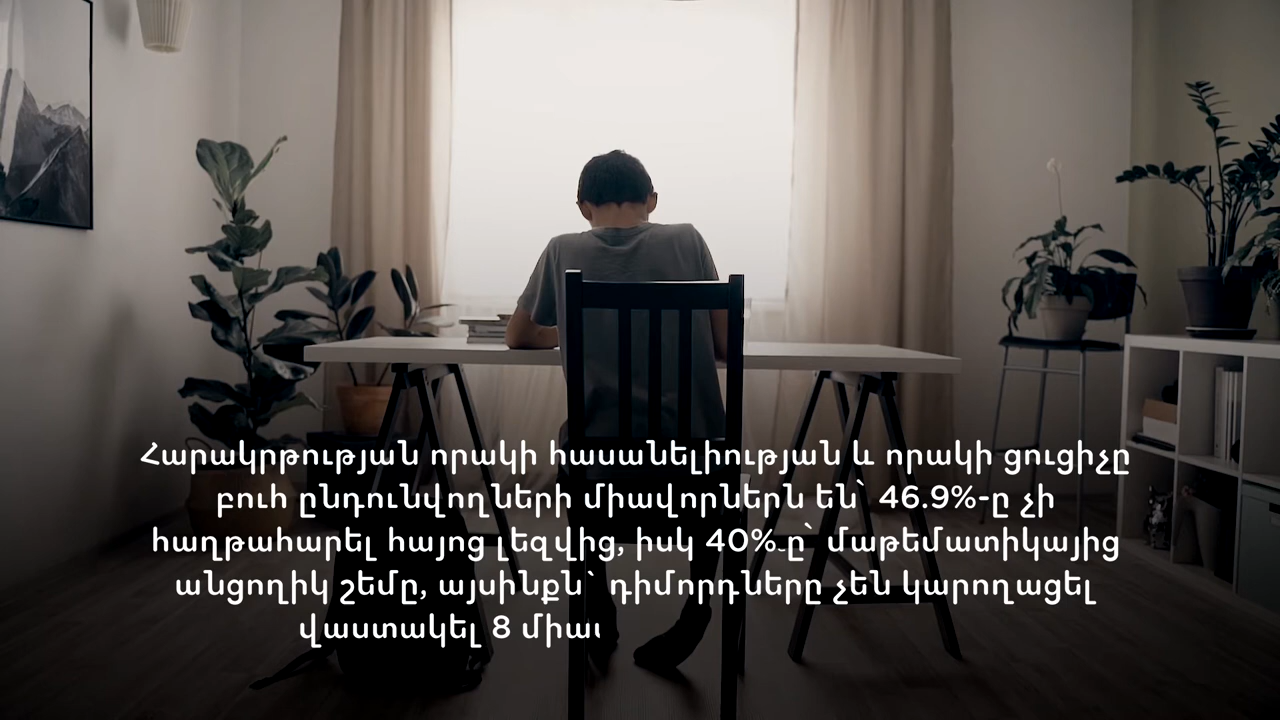 Հարակրթության որակի հասանելիության և որակի ցուցիչը
բուհ ընդունվողների միավորներն են՝ 46.9%-ը չի
հաղթահարել հայոց լեզվից, իսկ 40%-ը՝ մաթեմատիկայից
անցողիկ շեմը, այսինքն՝ դիմորդները չեն կարողացել
վաստակել 8